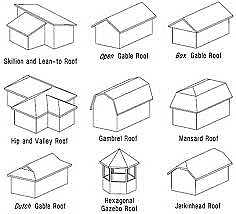 Skillion and Lean-to Roof
Open Gable Roof
Box Gable Roof
Hip and Valley Roof
Gambrel Roof
Mansard Roof
Dutch Gable Roof
Hexagonal
Gazebo Roof
Jerkinhead Roof